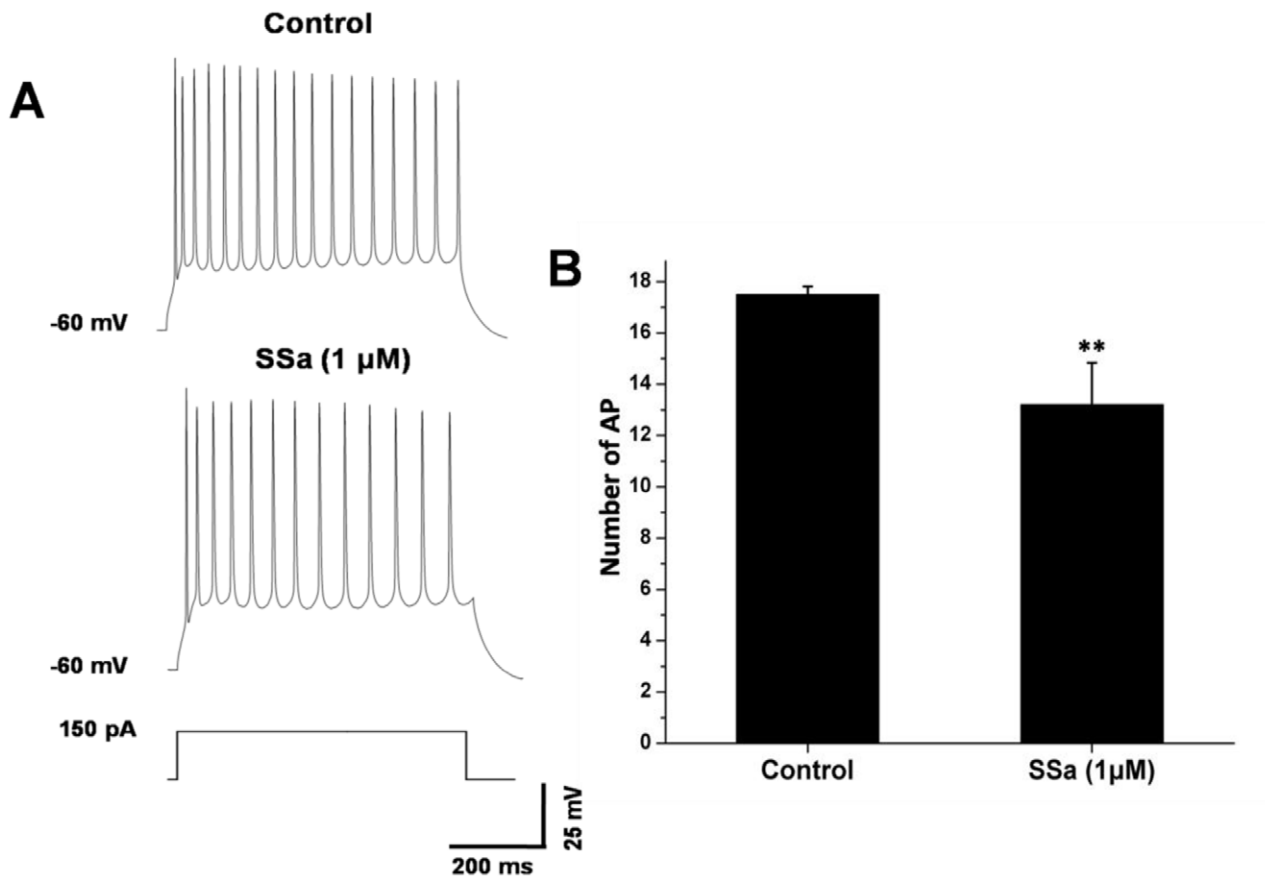 Control
A
-60 mV
SSa (1 µM)
-60 mV
150 pA
25 mV
200 ms
B
Number of AP
18
16
14
12
10
8
6
4
2
0
**
Control
SSa (1µM)